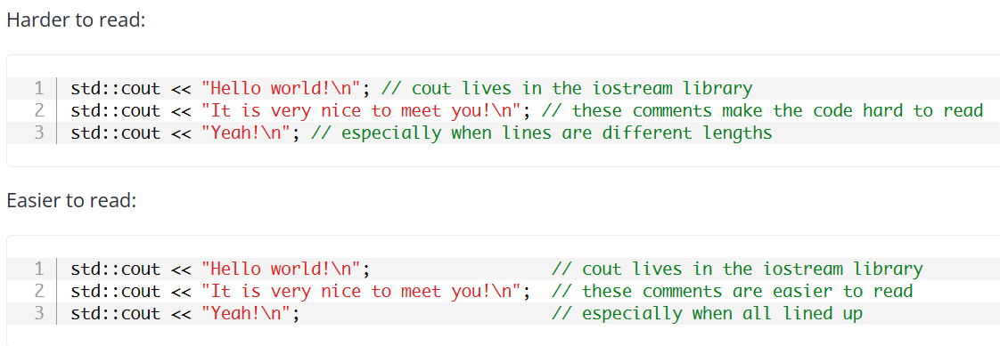 Harder to read:
1 std::cout << "Hello world!\n"; // cout lives in the iostream library
2 std::cout << "It is very nice to meet you!\n"; // these comments make the code hard to read
3 std::cout << "Yeah!\n"; // especially when lines are different lengths
Easier to read:
1 std::cout << "Hello world!\n";                  // cout lives in the iostream library
2 std::cout << "It is very nice to meet you!\n";  // these comments are easier to read
3 std::cout << "Yeah!\n";                         // especially when all lined up